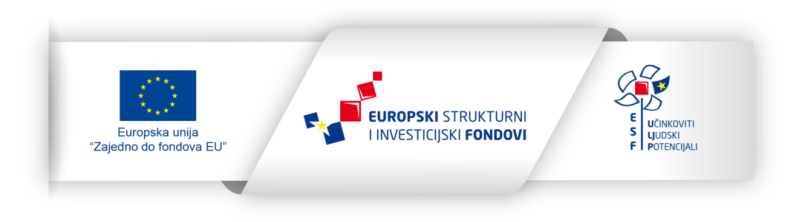 Europska unija
“Zajedno do fondova EU”
EUROPSKI STRUKTURNI
I INVESTICIJSKI FONDOVI
E S F
UČINKOVITI
LJUDSKI
POTENCIJALI